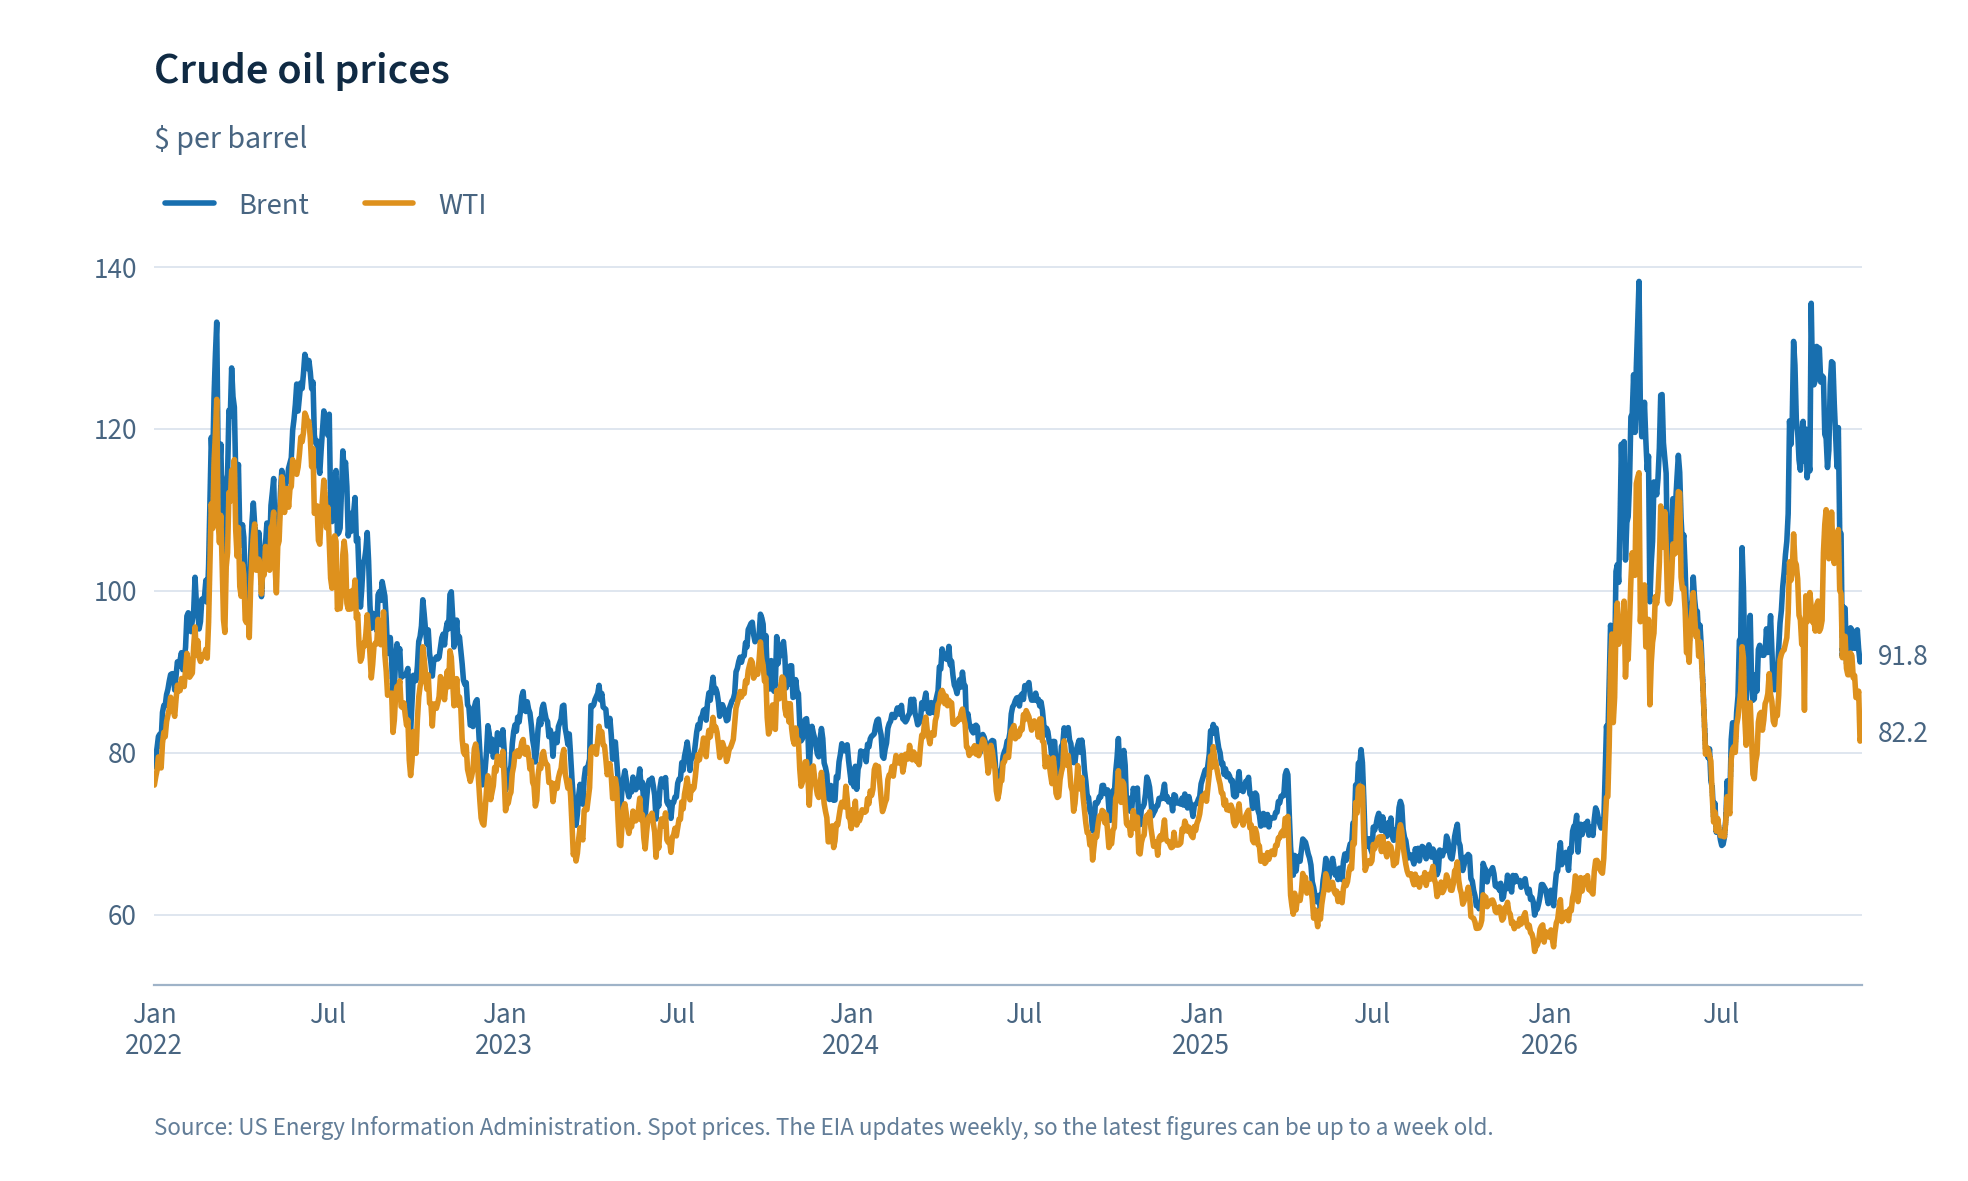 Crude oil prices
$ per barrel
Brent WTI
140
120
100
80
60
91.8
82.2
Jan Jul Jan Jul Jan Jul Jan Jul Jan Jul
2022 2023 2024 2025 2026
Source: US Energy Information Administration. Spot prices. The EIA updates weekly, so the latest figures can be up to a week old.